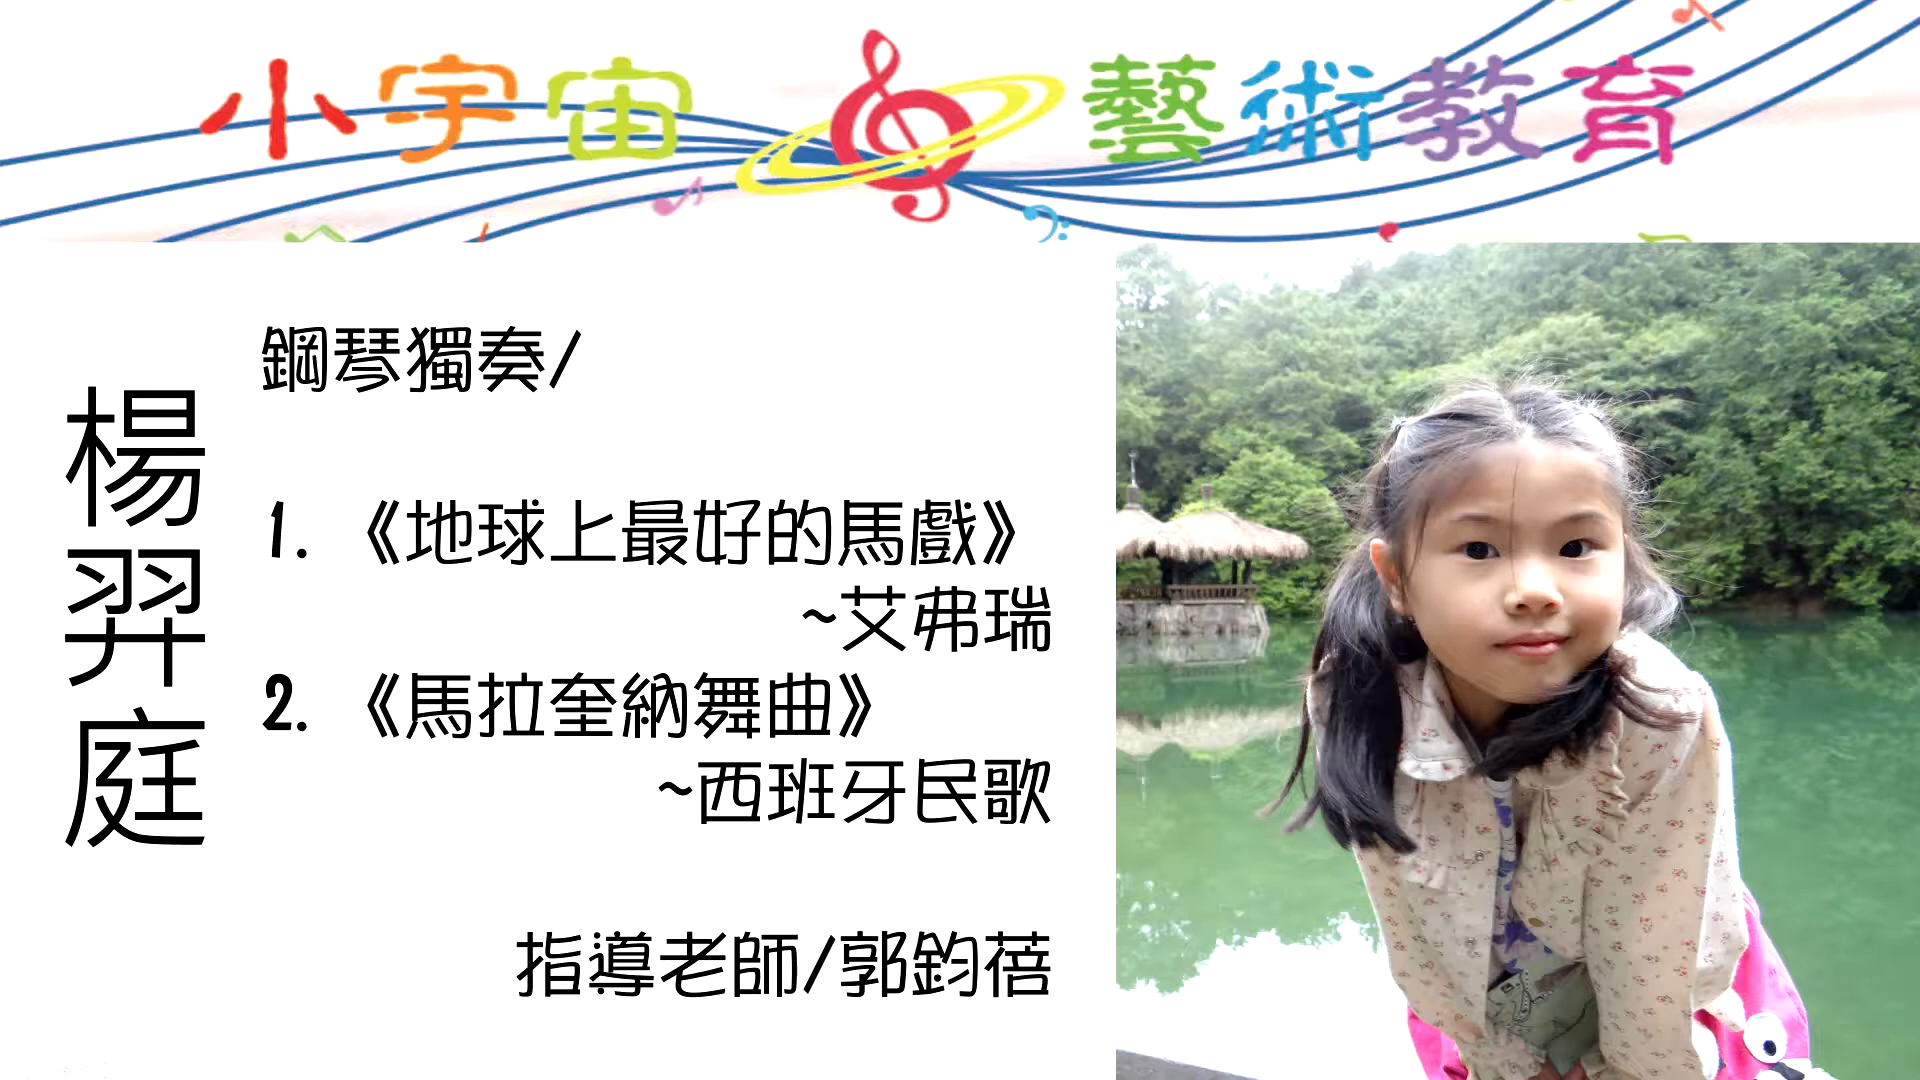 小宇宙 藝術教育
楊羿庭
鋼琴獨奏/
1. 《地球上最好的馬戲》
~艾弗瑞
2. 《馬拉奎納舞曲》
~西班牙民歌
指導老師/郭鈞蓓